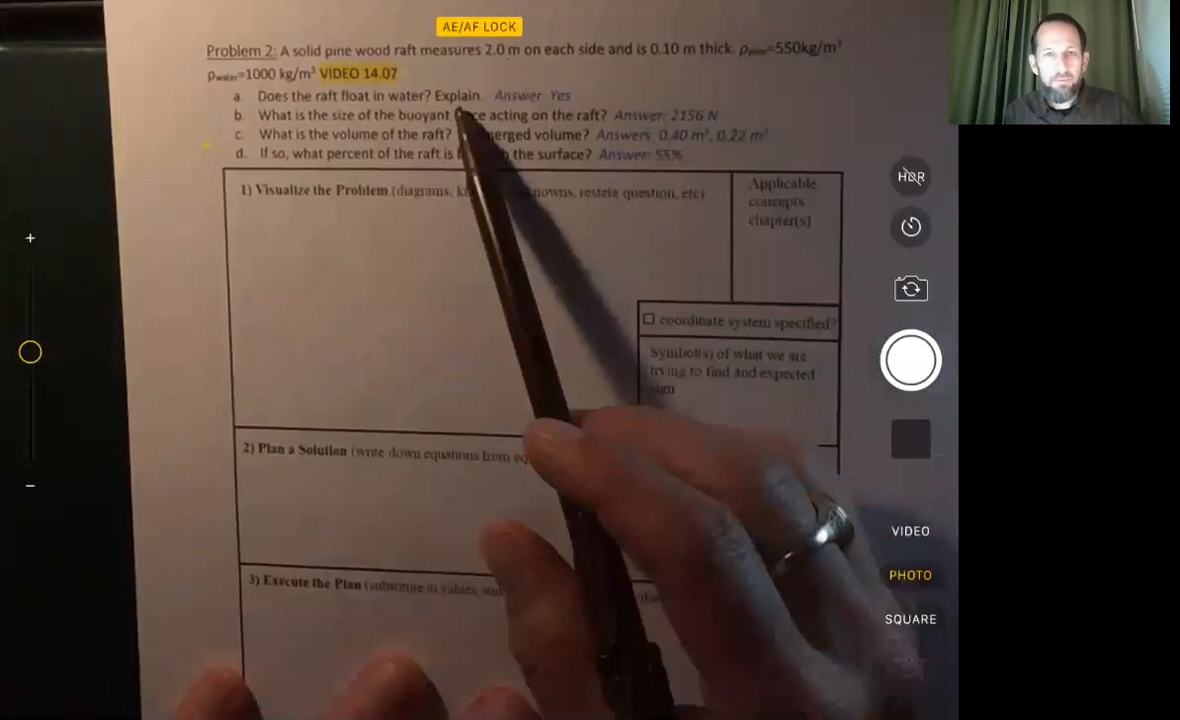 AE/AF LOCK
Problem 2: A solid pine wood raft measures 2.0 m on each side and is 0.10 m thick. ρpine=550kg/m³
ρwater=1000 kg/m³ VIDEO 14.07
a. Does the raft float in water? Explain. Answer: Yes
b. What is the size of the buoyant acting on the raft? Answer: 2156 N
c. What is the volume of the raft? volume? Answers: 0.40 m³, 0.22 m³
d. If so, what percent of the raft is the surface? Answer: 55%
1) Visualize the Problem (diagrams, restate question, etc)
Applicable
concepts
chapter(s)
☐ coordinate system specified?
Symbol(s) of what we are
trying to find and expected
sign
2) Plan a Solution (write down equations from
3) Execute the Plan (substitute in values and
HDR
VIDEO
PHOTO
SQUARE